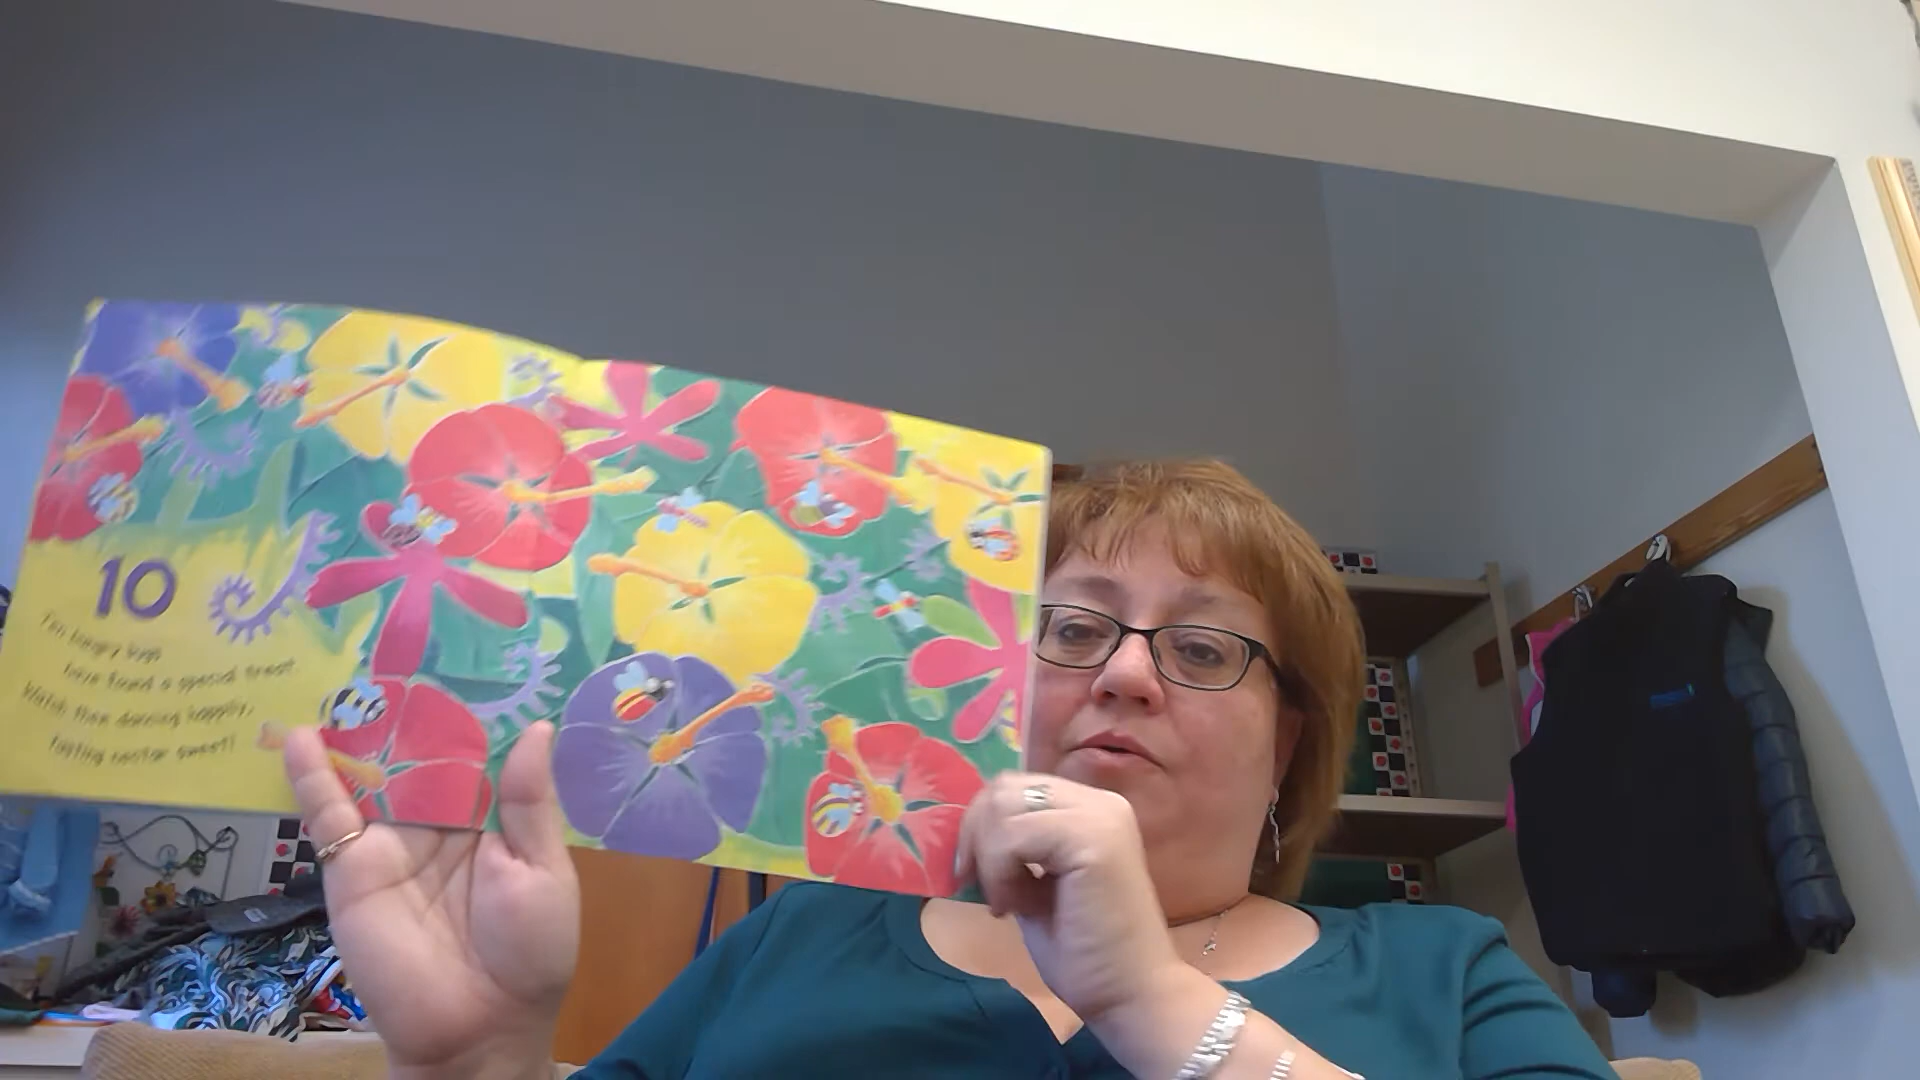 10
Ten hungry bugs
have found a special treat.
Watch them dancing happily,
tasting nectar sweet!